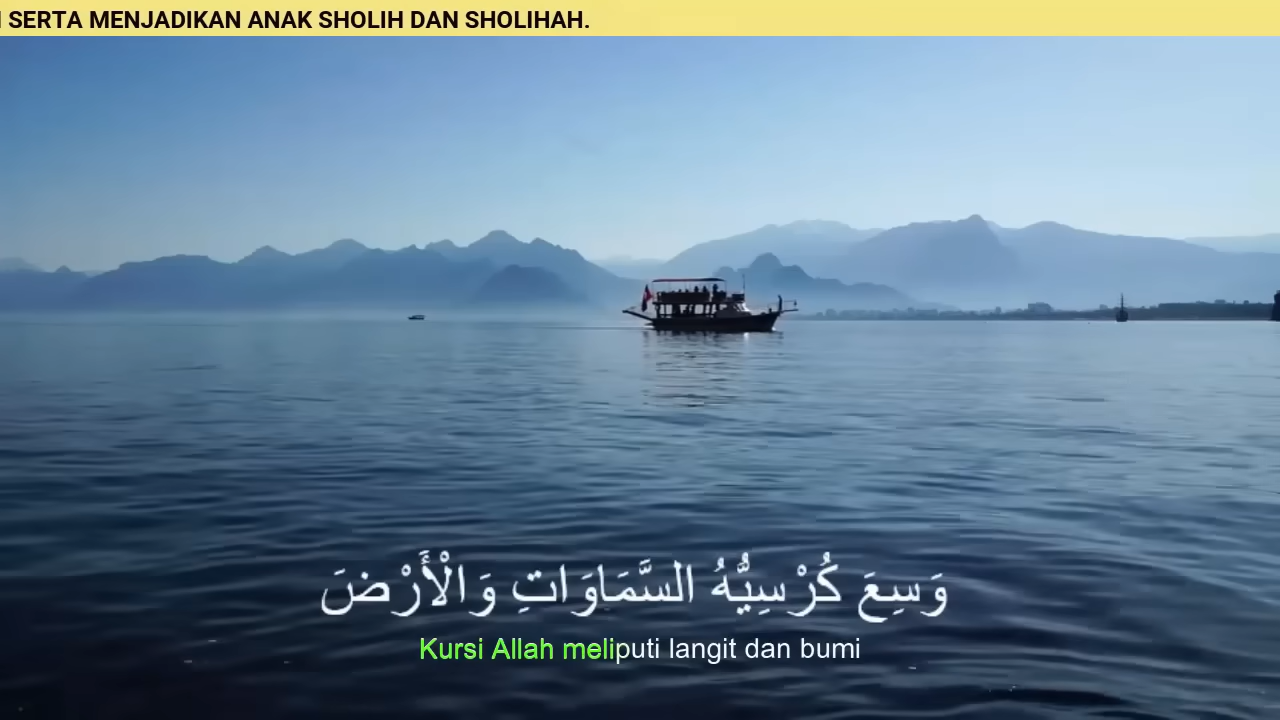 SERTA MENJADIKAN ANAK SHOLIH DAN SHOLIHAH.
وَسِعَ كُرْسِيُّهُ السَّمَاوَاتِ وَالْأَرْضَ
Kursi Allah meliputi langit dan bumi